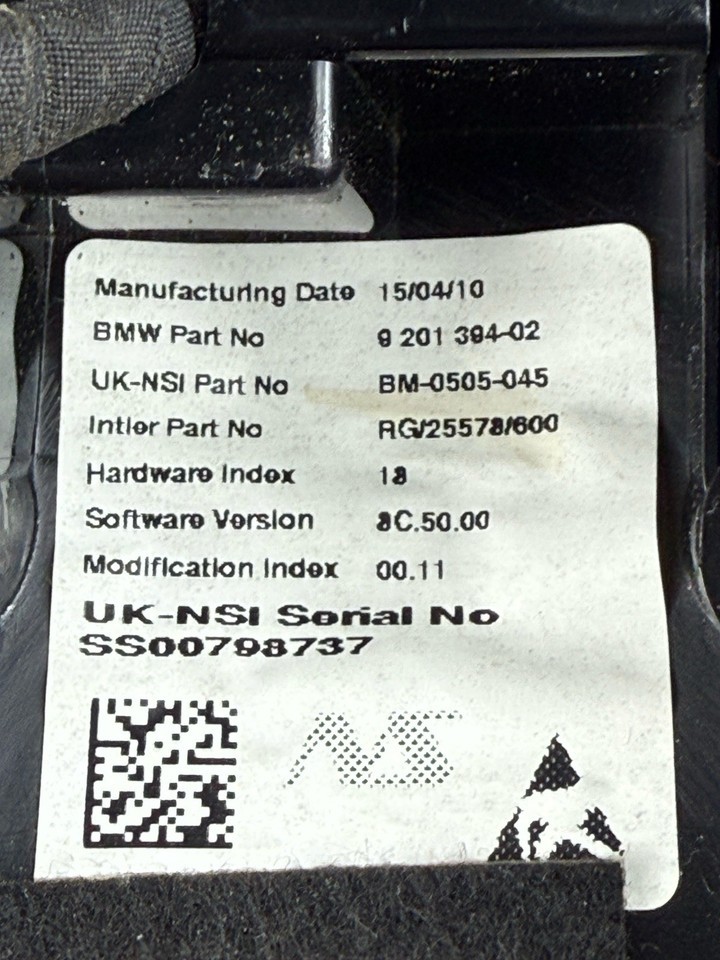 Manufacturing Date 15/04/10
BMW Part No 9 201 394-02
UK-NSI Part No BM-0505-045
Intier Part No RG/25578/600
Hardware Index 18
Software Version 8C.50.00
Modification Index 00.11
UK-NSI Serial No
SS00798737